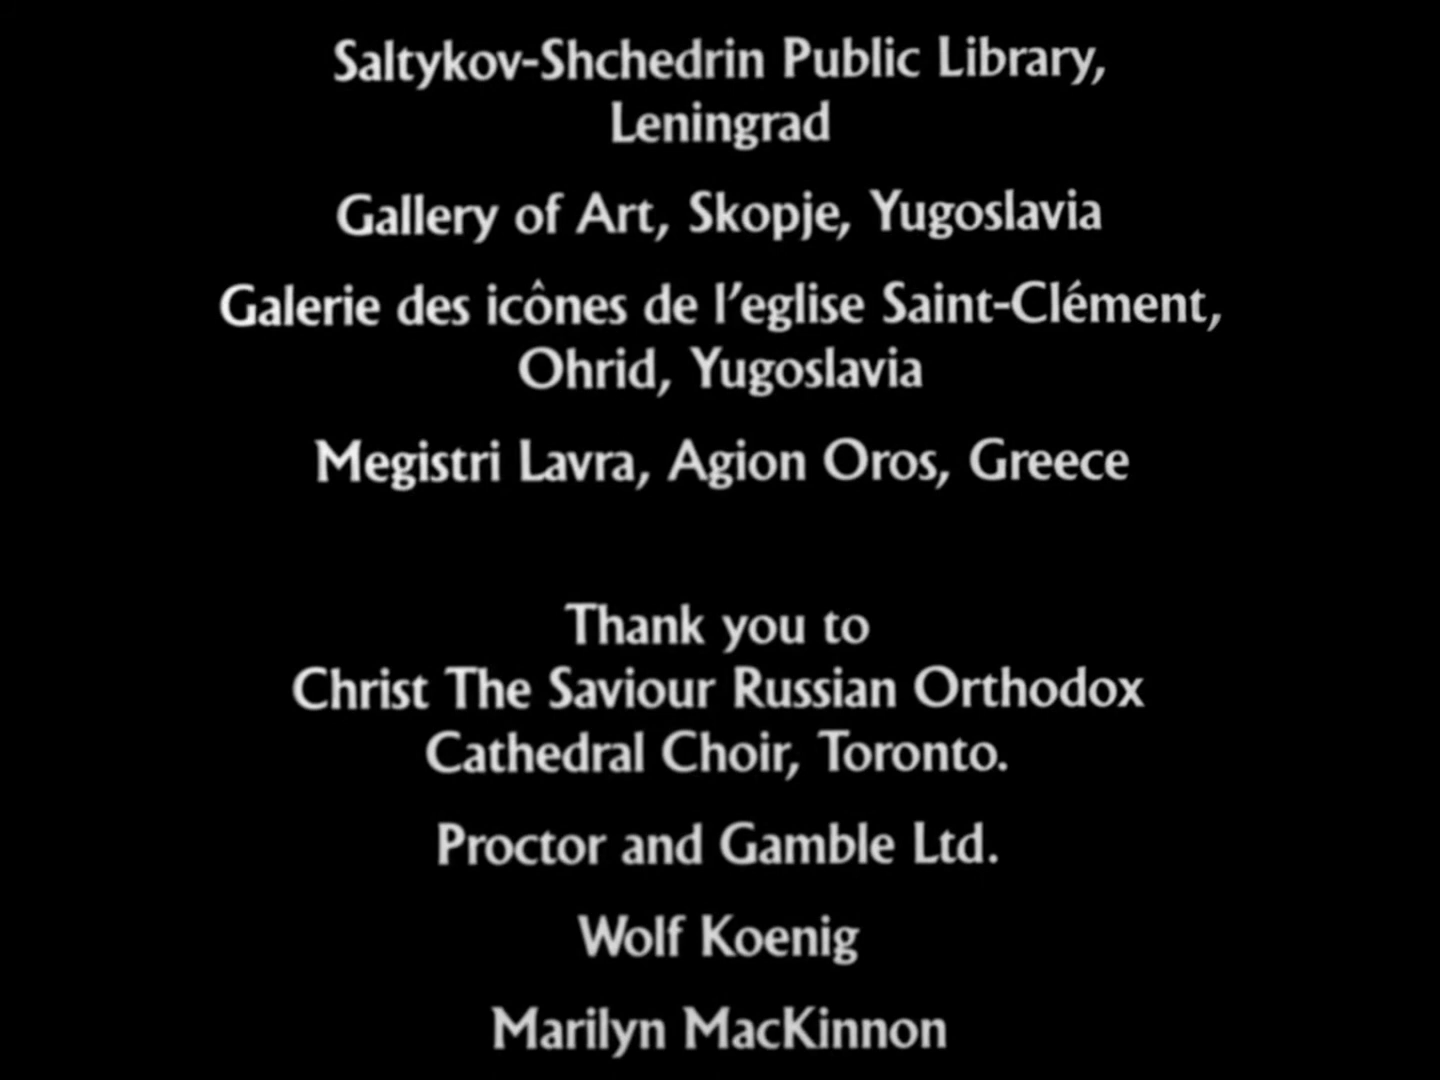 Saltykov-Shchedrin Public Library,
Leningrad
Gallery of Art, Skopje, Yugoslavia
Galerie des icônes de l'eglise Saint-Clément,
Ohrid, Yugoslavia
Megistri Lavra, Agion Oros, Greece
Thank you to
Christ The Saviour Russian Orthodox
Cathedral Choir, Toronto.
Proctor and Gamble Ltd.
Wolf Koenig
Marilyn MacKinnon